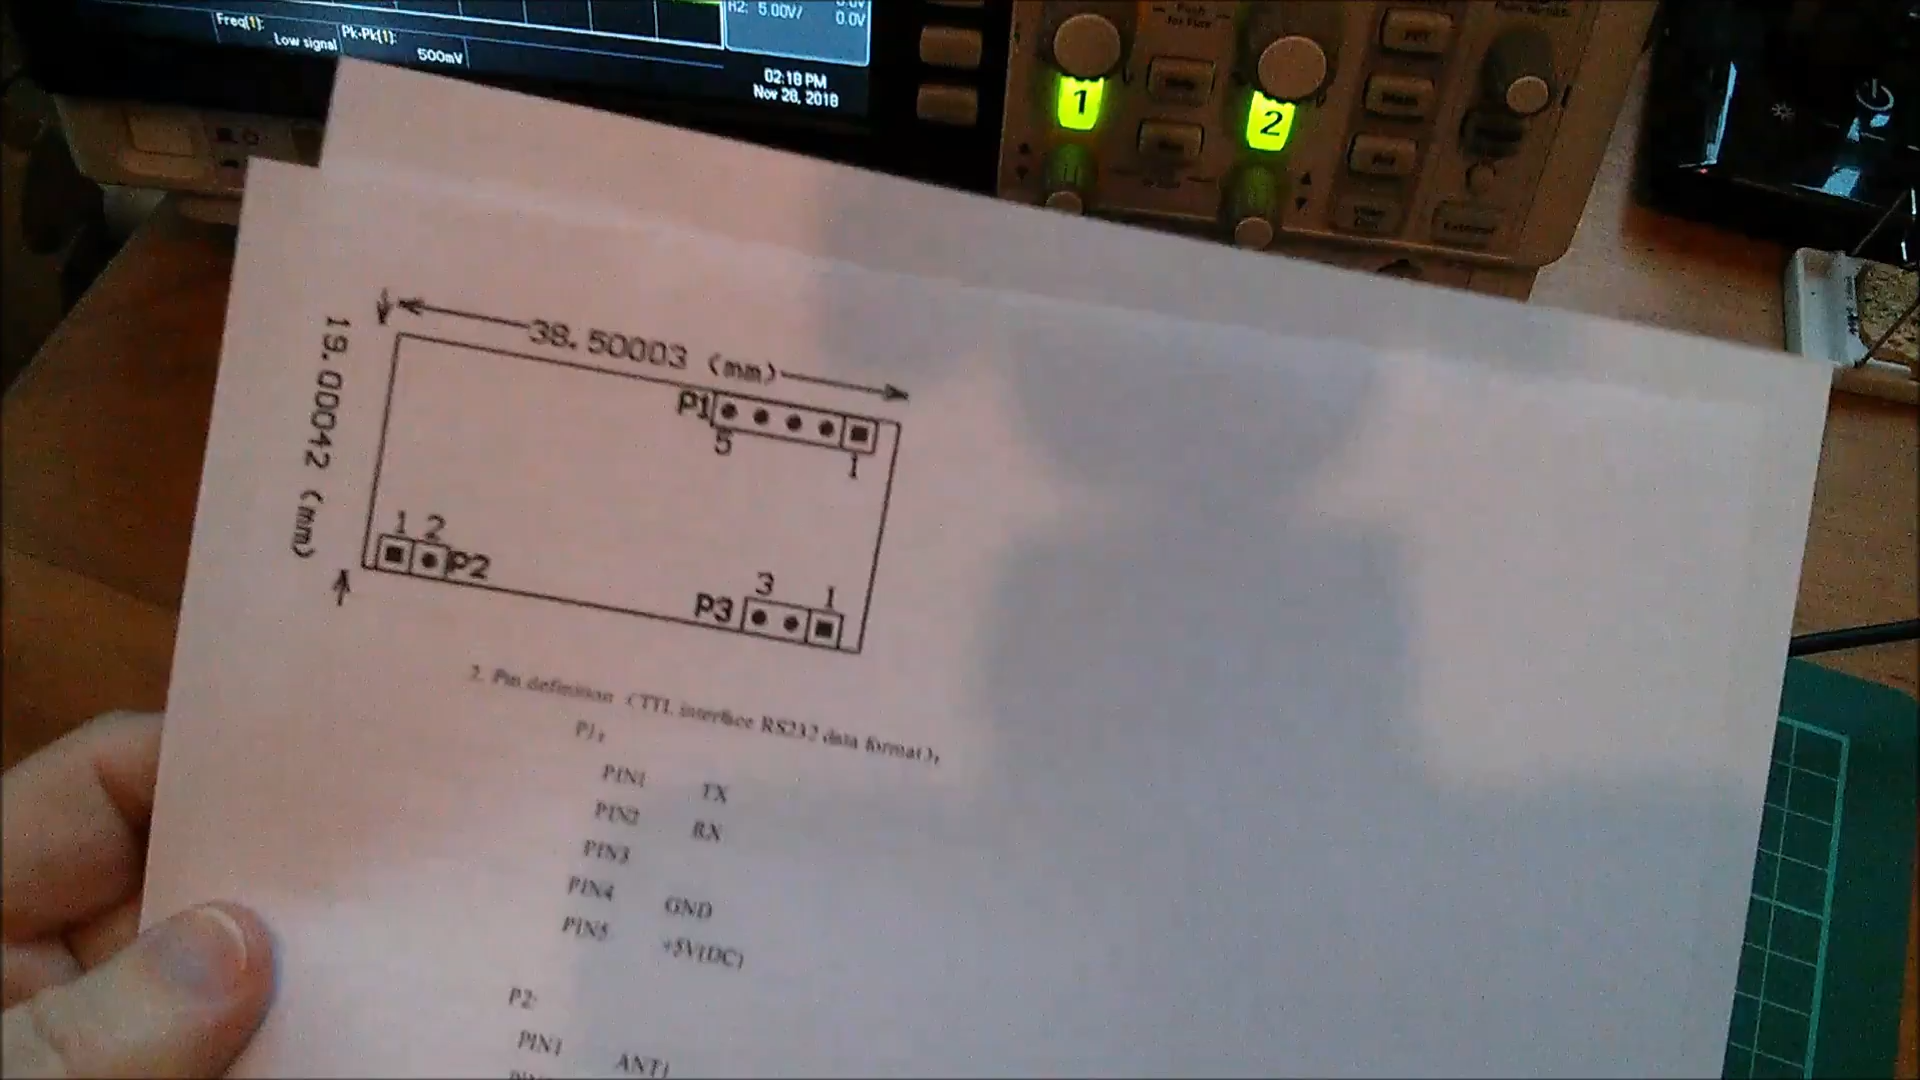 R2: 5.00V/ 0.0V
Freq(1): Low signal
Pk-Pk(1): 500mV
02:18 PM
Nov 28, 2018
1
2
38.50003 (mm)
19.00042 (mm)
P1
5
1
1 2
P2
3 1
P3
2. Pin definition (TTL interface RS232 data format),
P1,
PIN1 TX
PIN2 RX
PIN3
PIN4 GND
PIN5 +5V(DC)
P2:
PIN1 ANT1